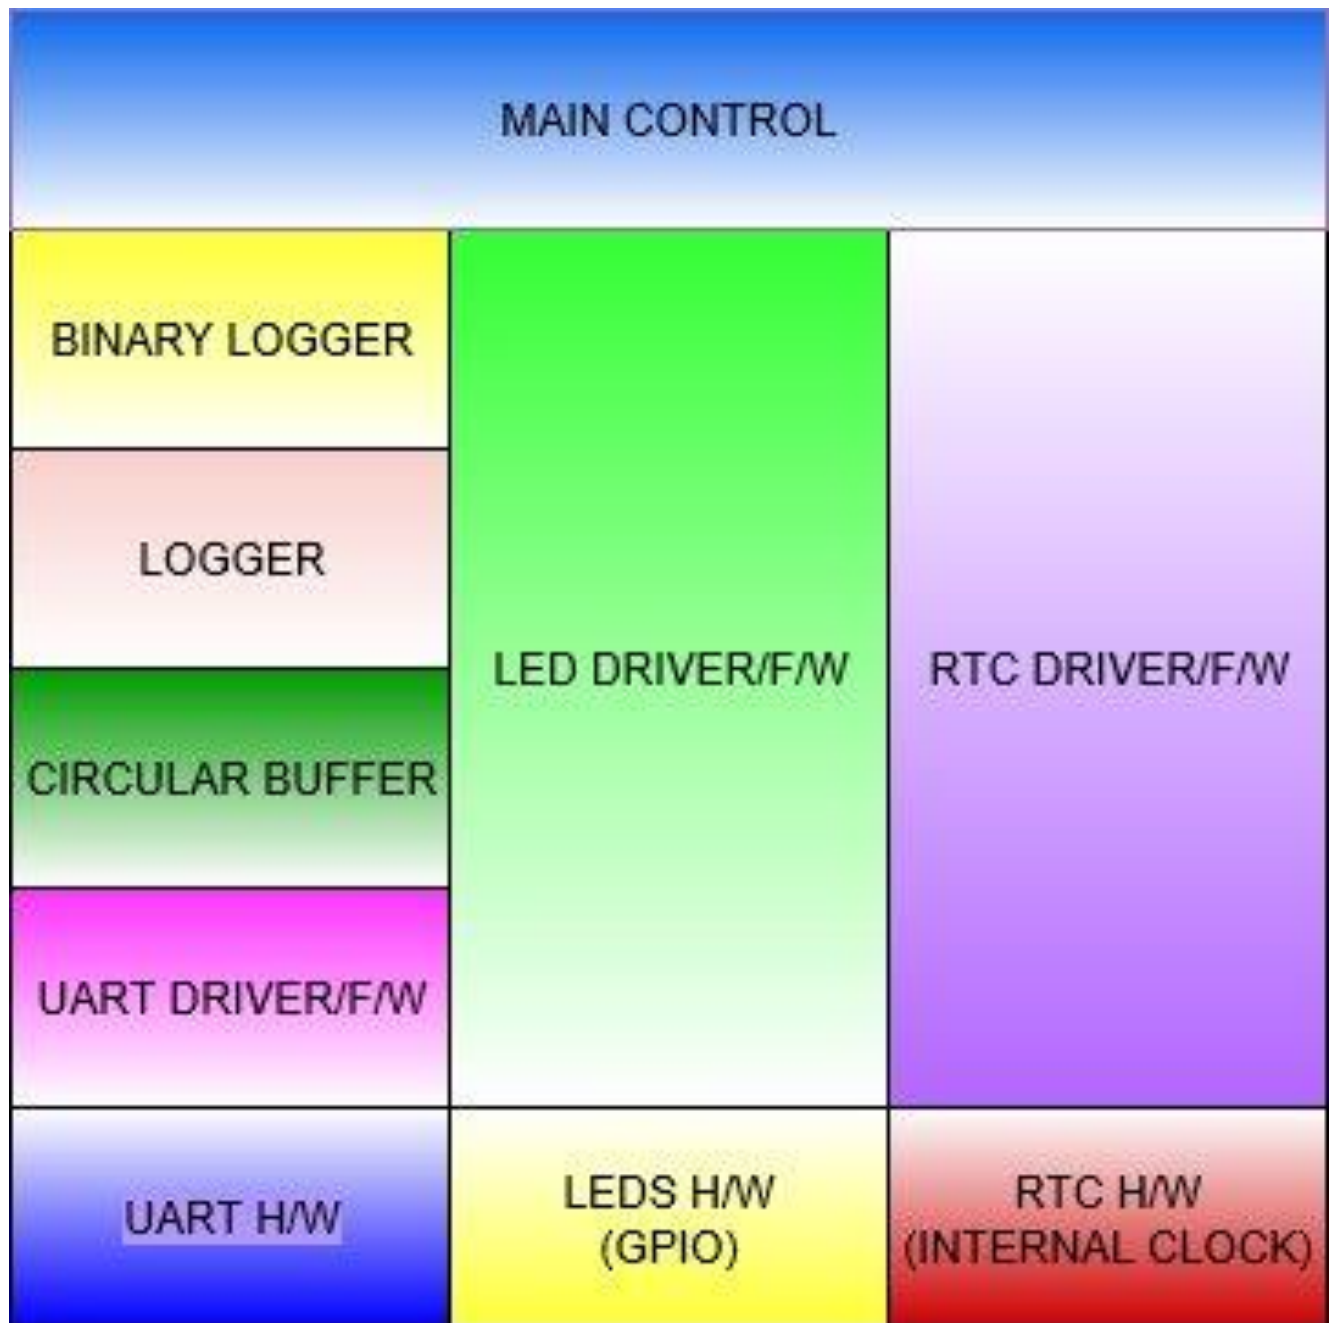 MAIN CONTROL
BINARY LOGGER
LOGGER
CIRCULAR BUFFER
UART DRIVER/F/W
UART H/W
LED DRIVER/F/W
LEDS H/W
(GPIO)
RTC DRIVER/F/W
RTC H/W
(INTERNAL CLOCK)